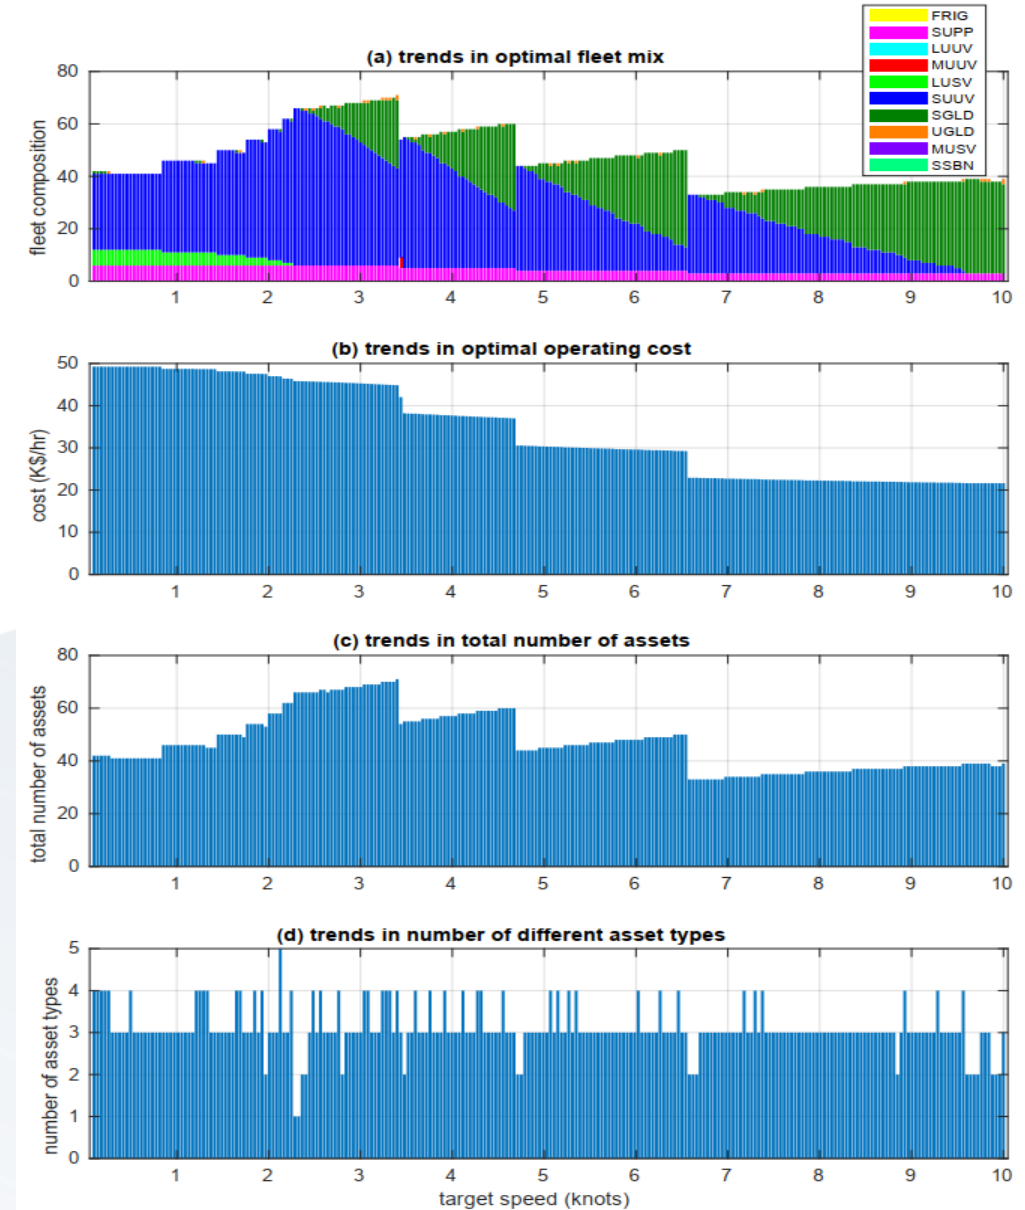 FRIG
SUPP
LUUV
MUUV
LUSV
SUUV
SGLD
UGLD
MUSV
SSBN
(a) trends in optimal fleet mix
fleet composition
80
60
40
20
0
1 2 3 4 5 6 7 8 9 10
(b) trends in optimal operating cost
cost (K$/hr)
50
40
30
20
10
0
1 2 3 4 5 6 7 8 9 10
(c) trends in total number of assets
total number of assets
80
60
40
20
0
1 2 3 4 5 6 7 8 9 10
(d) trends in number of different asset types
number of asset types
5
4
3
2
1
0
1 2 3 4 5 6 7 8 9 10
target speed (knots)